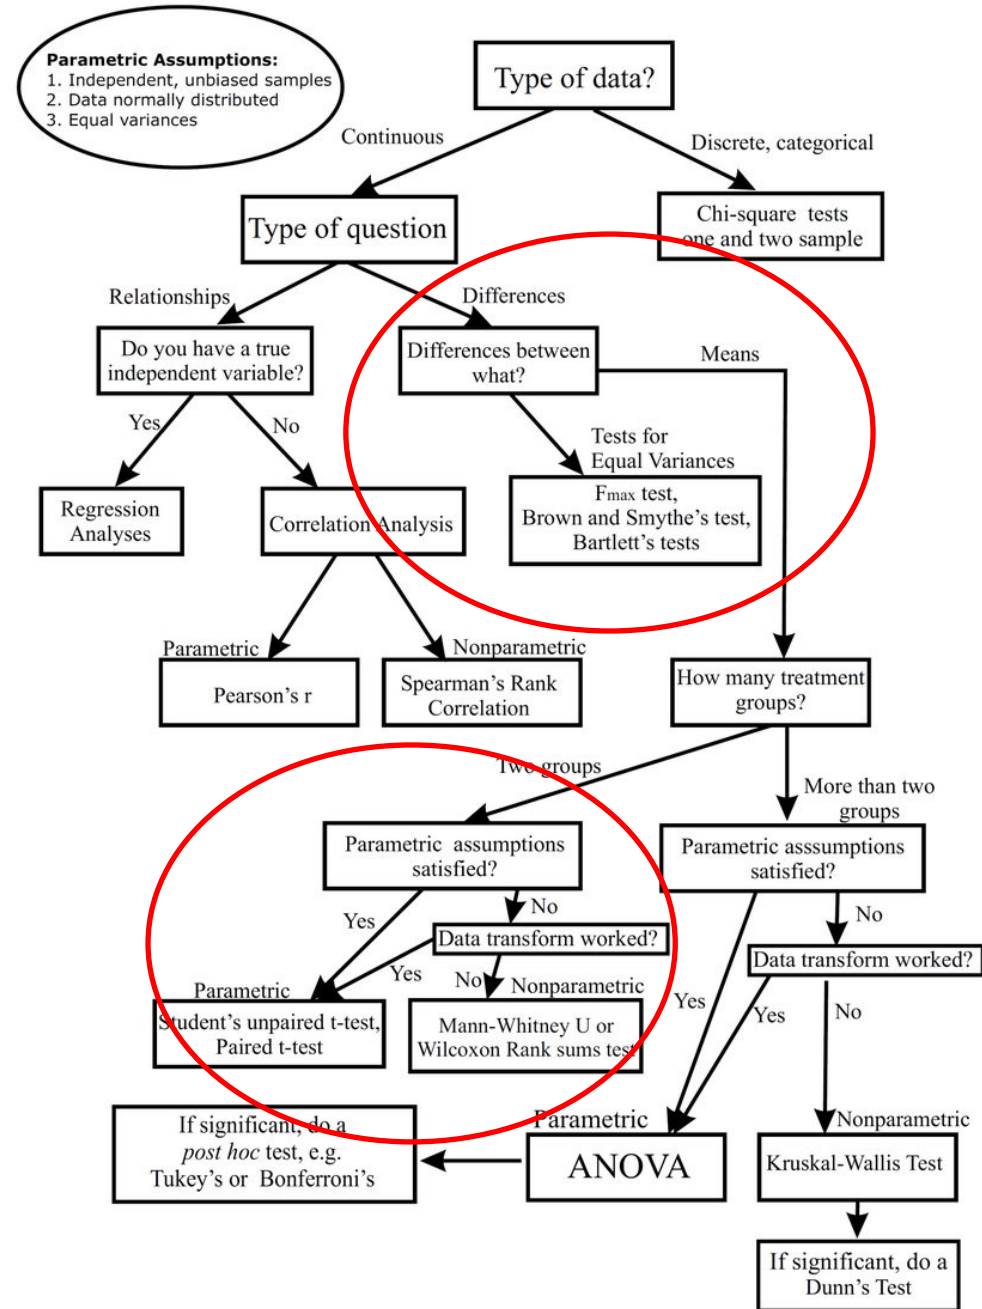 Parametric Assumptions:
1. Independent, unbiased samples
2. Data normally distributed
3. Equal variances
Type of data?
Continuous
Discrete, categorical
Type of question
Chi-square tests
one and two sample
Relationships
Differences
Do you have a true
independent variable?
Differences between
what?
Means
Yes
No
Tests for
Equal Variances
Regression
Analyses
Correlation Analysis
Fmax test,
Brown and Smythe's test,
Bartlett's tests
Parametric
Nonparametric
Pearson's r
Spearman's Rank
Correlation
How many treatment
groups?
Two groups
More than two
groups
Parametric assumptions
satisfied?
Parametric asssumptions
satisfied?
Yes
No
No
Data transform worked?
Data transform worked?
Yes
No
Yes
Yes
No
Parametric
Nonparametric
Student's unpaired t-test,
Paired t-test
Mann-Whitney U or
Wilcoxon Rank sums test
If significant, do a
post hoc test, e.g.
Tukey's or Bonferroni's
Parametric
ANOVA
Nonparametric
Kruskal-Wallis Test
If significant, do a
Dunn's Test